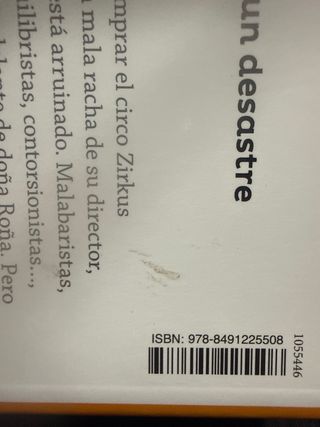 un desastre
mprar el circo Zirkus
mala racha de su director,
está arruinado. Malabaristas,
ilibristas, contorsionistas...,
de doña Roña. Pero
ISBN: 978-8491225508
1055446